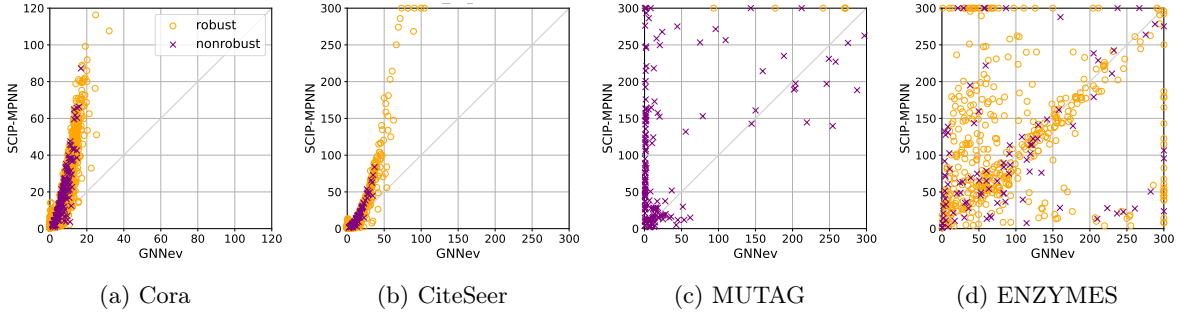 120
100
80
60
40
20
0
SCIP-MPNN
robust
nonrobust
0 20 40 60 80 100 120
GNNev
(a) Cora
300
250
200
150
100
50
0
SCIP-MPNN
0 50 100 150 200 250 300
GNNev
(b) CiteSeer
300
250
200
150
100
50
0
SCIP-MPNN
0 50 100 150 200 250 300
GNNev
(c) MUTAG
300
250
200
150
100
50
0
SCIP-MPNN
0 50 100 150 200 250 300
GNNev
(d) ENZYMES